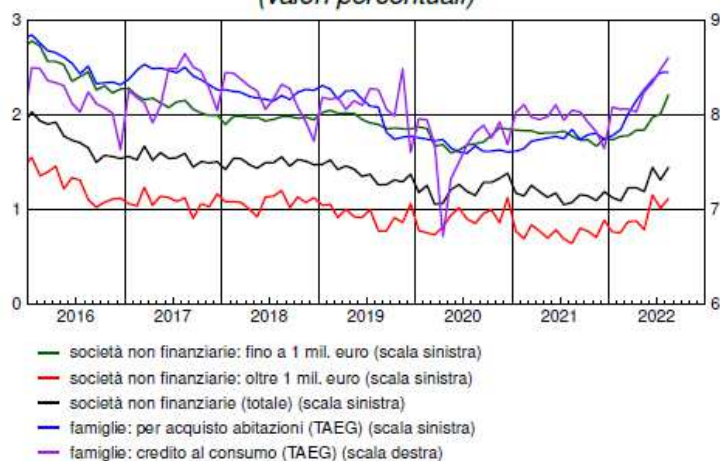 (valori percentuali)
3 9
2 8
1 7
0 6
2016 2017 2018 2019 2020 2021 2022
società non finanziarie: fino a 1 mil. euro (scala sinistra)
società non finanziarie: oltre 1 mil. euro (scala sinistra)
società non finanziarie (totale) (scala sinistra)
famiglie: per acquisto abitazioni (TAEG) (scala sinistra)
famiglie: credito al consumo (TAEG) (scala destra)